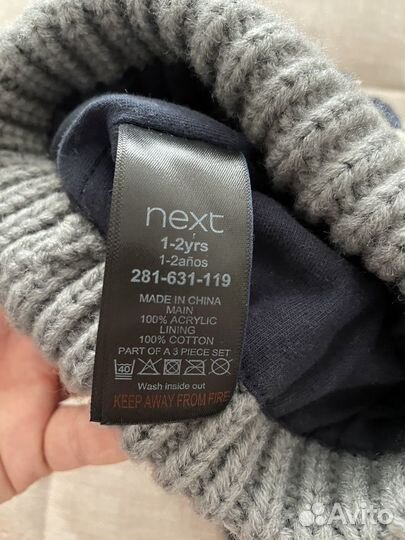 next
1-2yrs
1-2años
281-631-119
MADE IN CHINA
MAIN
100% ACRYLIC
LINING
100% COTTON
PART OF A 3 PIECE SET
40
Wash inside out
KEEP AWAY FROM FIRE
Avito